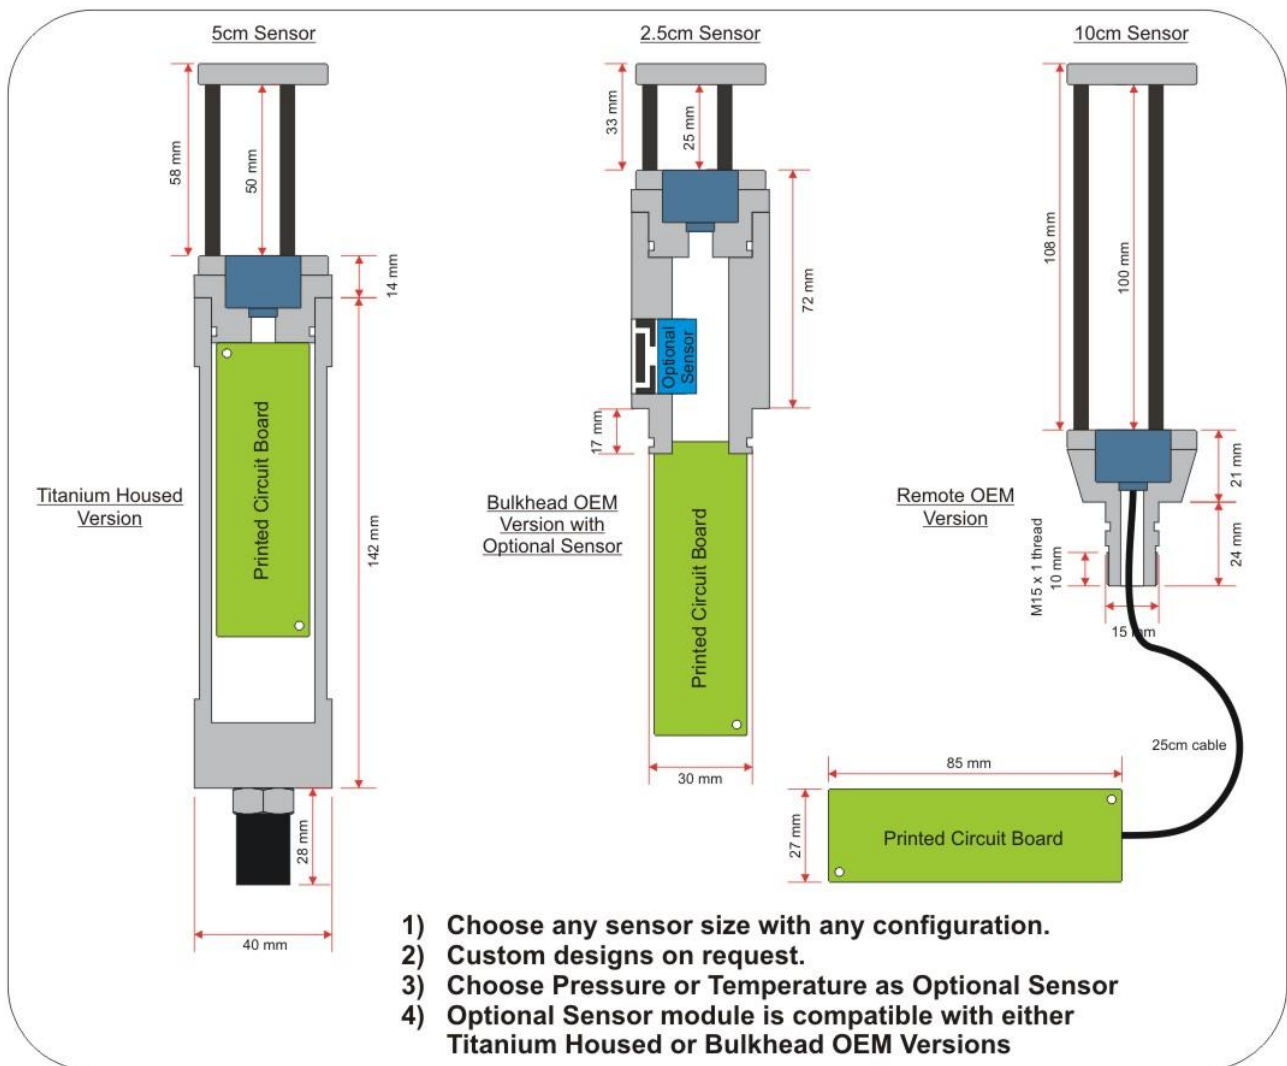 5cm Sensor
2.5cm Sensor
10cm Sensor
58 mm
50 mm
14 mm
142 mm
28 mm
40 mm
Printed Circuit Board
Titanium Housed
Version
33 mm
25 mm
72 mm
17 mm
30 mm
Optional
Sensor
Printed Circuit Board
Bulkhead OEM
Version with
Optional Sensor
108 mm
100 mm
21 mm
24 mm
M15 x 1 thread
10 mm
15 mm
Remote OEM
Version
25cm cable
85 mm
27 mm
Printed Circuit Board
1) Choose any sensor size with any configuration.
2) Custom designs on request.
3) Choose Pressure or Temperature as Optional Sensor
4) Optional Sensor module is compatible with either
Titanium Housed or Bulkhead OEM Versions